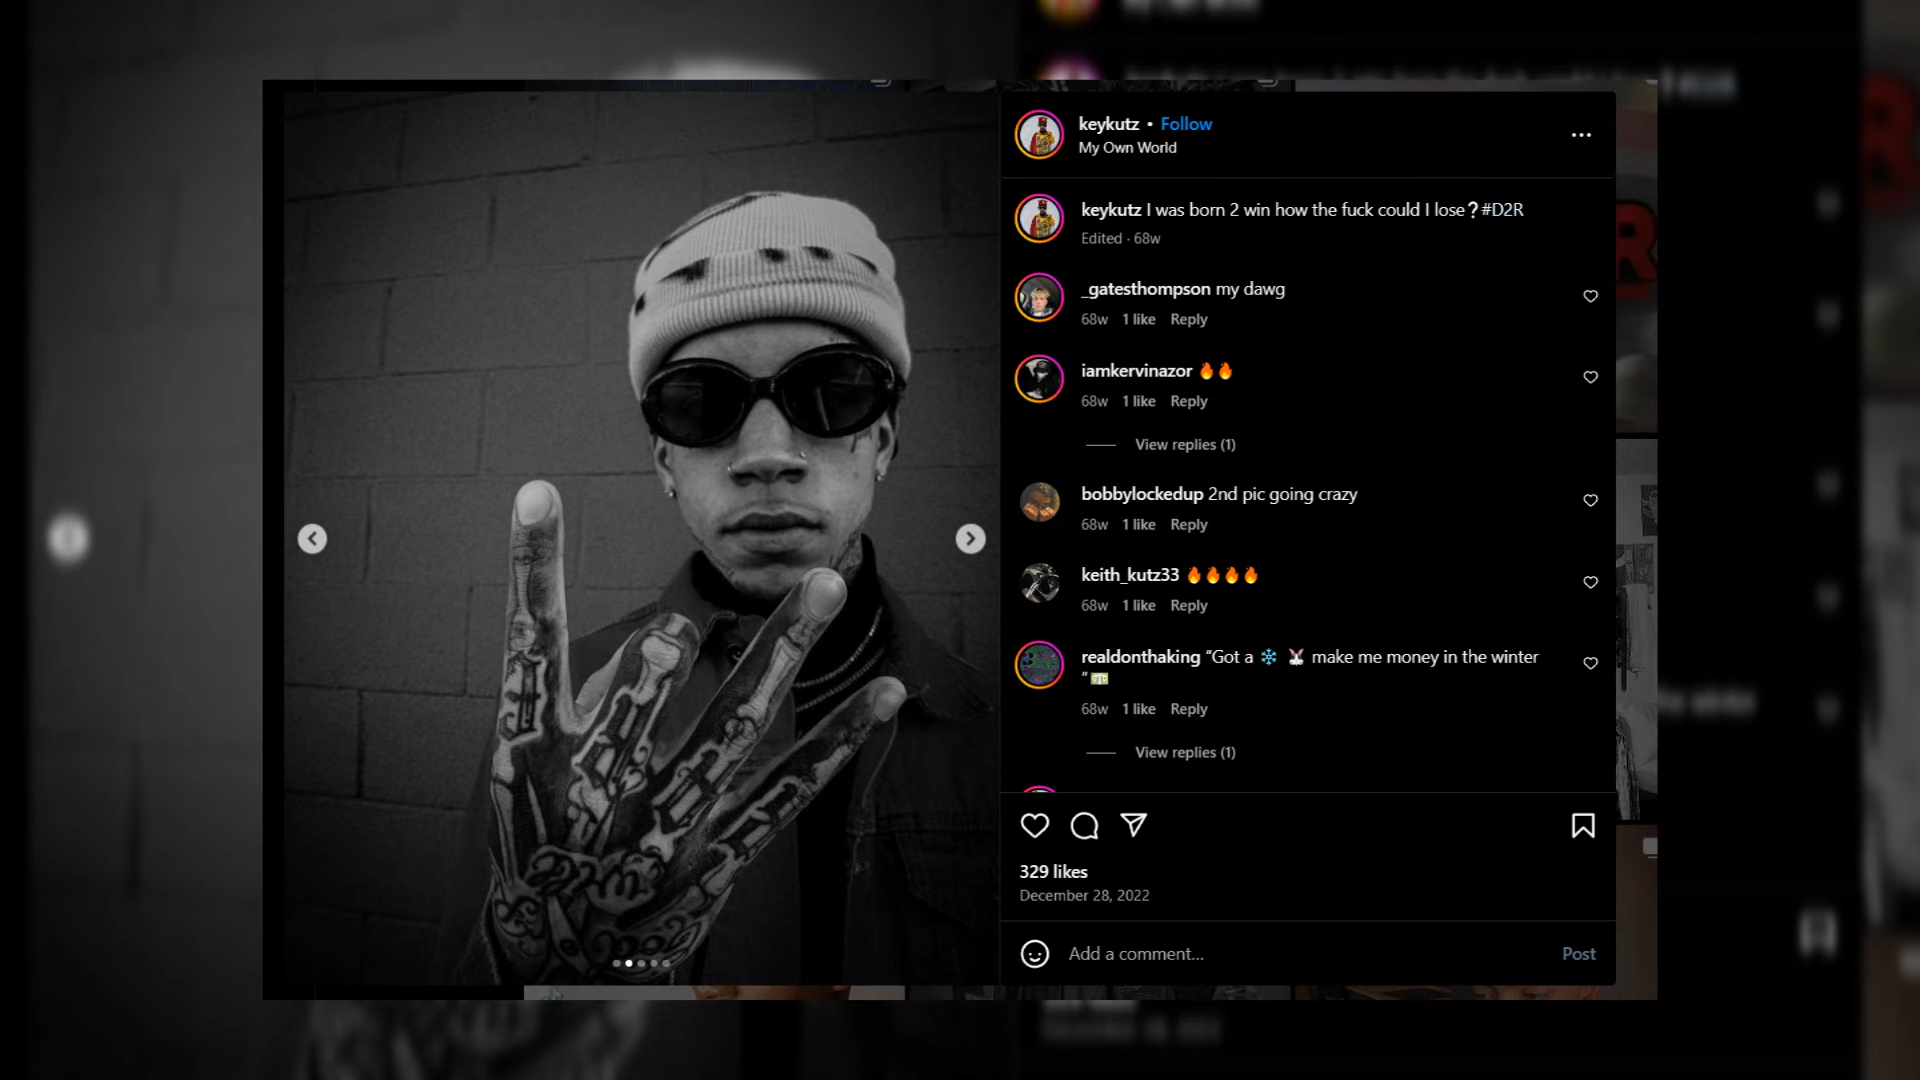 keykutz • Follow
My Own World
keykutz I was born 2 win how the fuck could I lose❓#D2R
Edited · 68w
_gatesthompson my dawg
68w 1 like Reply
iamkervinazor 🔥🔥
68w 1 like Reply
View replies (1)
bobbylockedup 2nd pic going crazy
68w 1 like Reply
keith_kutz33 🔥🔥🔥🔥
68w 1 like Reply
realdonthaking “Got a ❄️ 🐰 make me money in the winter
”💵
68w 1 like Reply
View replies (1)
329 likes
December 28, 2022
Add a comment... Post